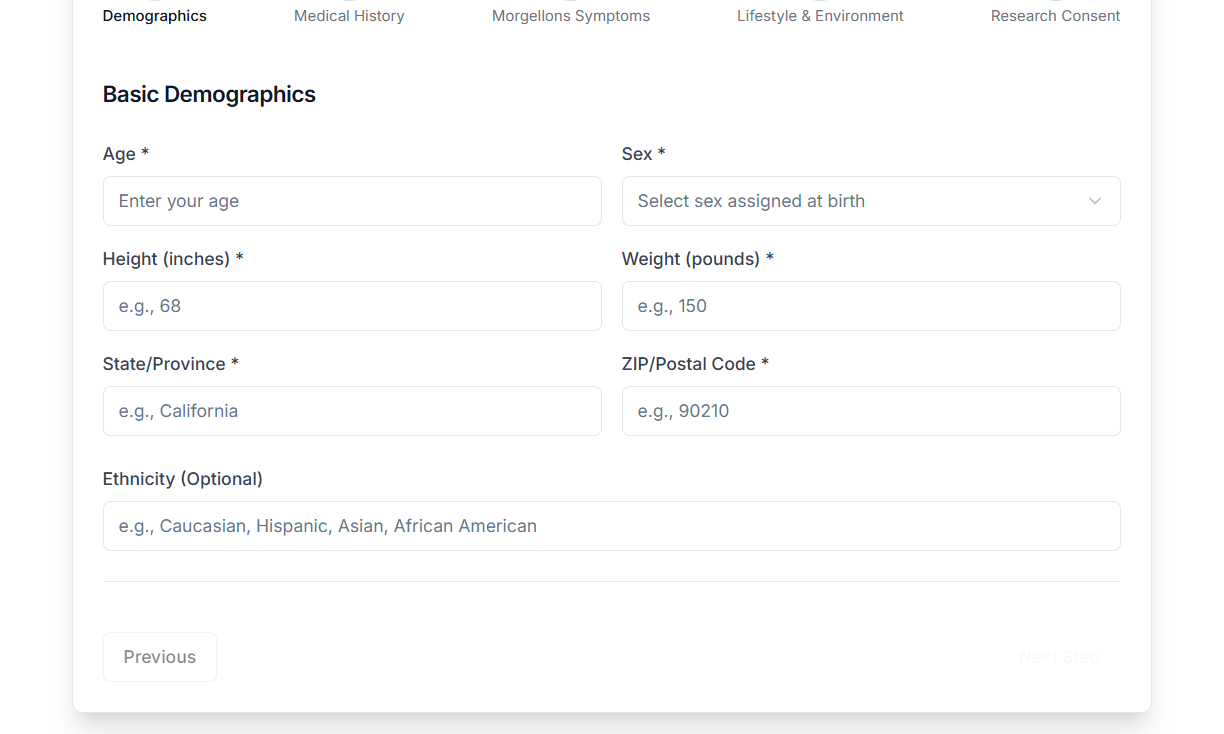 Demographics Medical History Morgellons Symptoms Lifestyle & Environment Research Consent
Basic Demographics
Age * Sex *
Enter your age Select sex assigned at birth
Height (inches) * Weight (pounds) *
e.g., 68 e.g., 150
State/Province * ZIP/Postal Code *
e.g., California e.g., 90210
Ethnicity (Optional)
e.g., Caucasian, Hispanic, Asian, African American
Previous Next Step